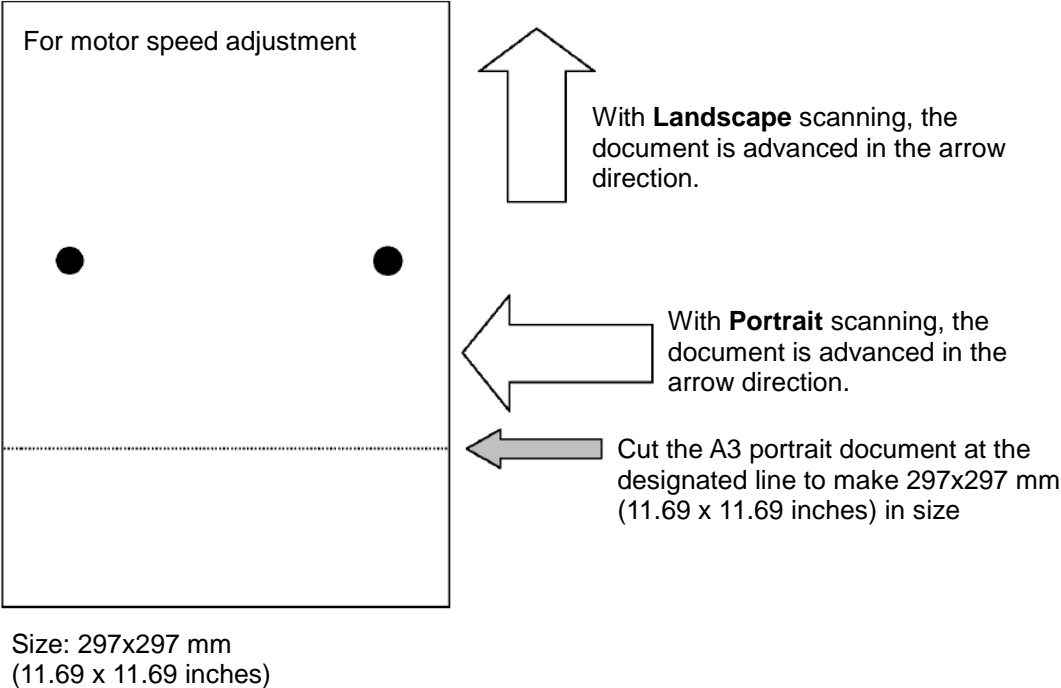 For motor speed adjustment
With Landscape scanning, the
document is advanced in the arrow
direction.
With Portrait scanning, the
document is advanced in the
arrow direction.
Cut the A3 portrait document at the
designated line to make 297x297 mm
(11.69 x 11.69 inches) in size
Size: 297x297 mm
(11.69 x 11.69 inches)